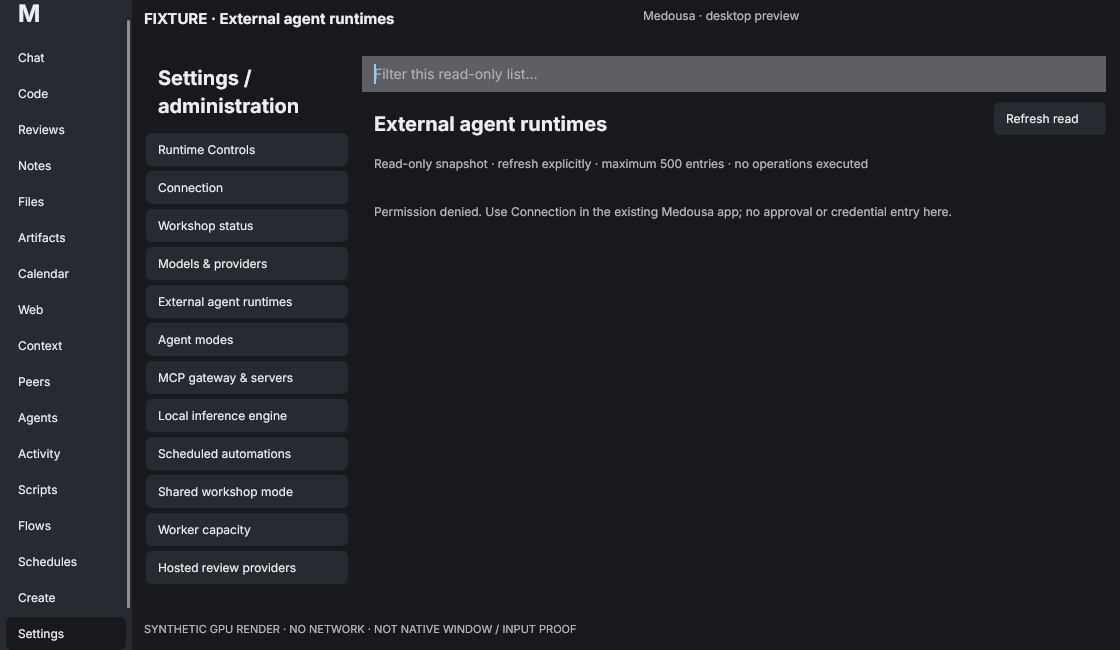 M
Chat
Code
Reviews
Notes
Files
Artifacts
Calendar
Web
Context
Peers
Agents
Activity
Scripts
Flows
Schedules
Create
Settings
FIXTURE · External agent runtimes
Medousa · desktop preview
Settings /
administration
Runtime Controls
Connection
Workshop status
Models & providers
External agent runtimes
Agent modes
MCP gateway & servers
Local inference engine
Scheduled automations
Shared workshop mode
Worker capacity
Hosted review providers
Filter this read-only list...
External agent runtimes
Refresh read
Read-only snapshot · refresh explicitly · maximum 500 entries · no operations executed
Permission denied. Use Connection in the existing Medousa app; no approval or credential entry here.
SYNTHETIC GPU RENDER · NO NETWORK · NOT NATIVE WINDOW / INPUT PROOF